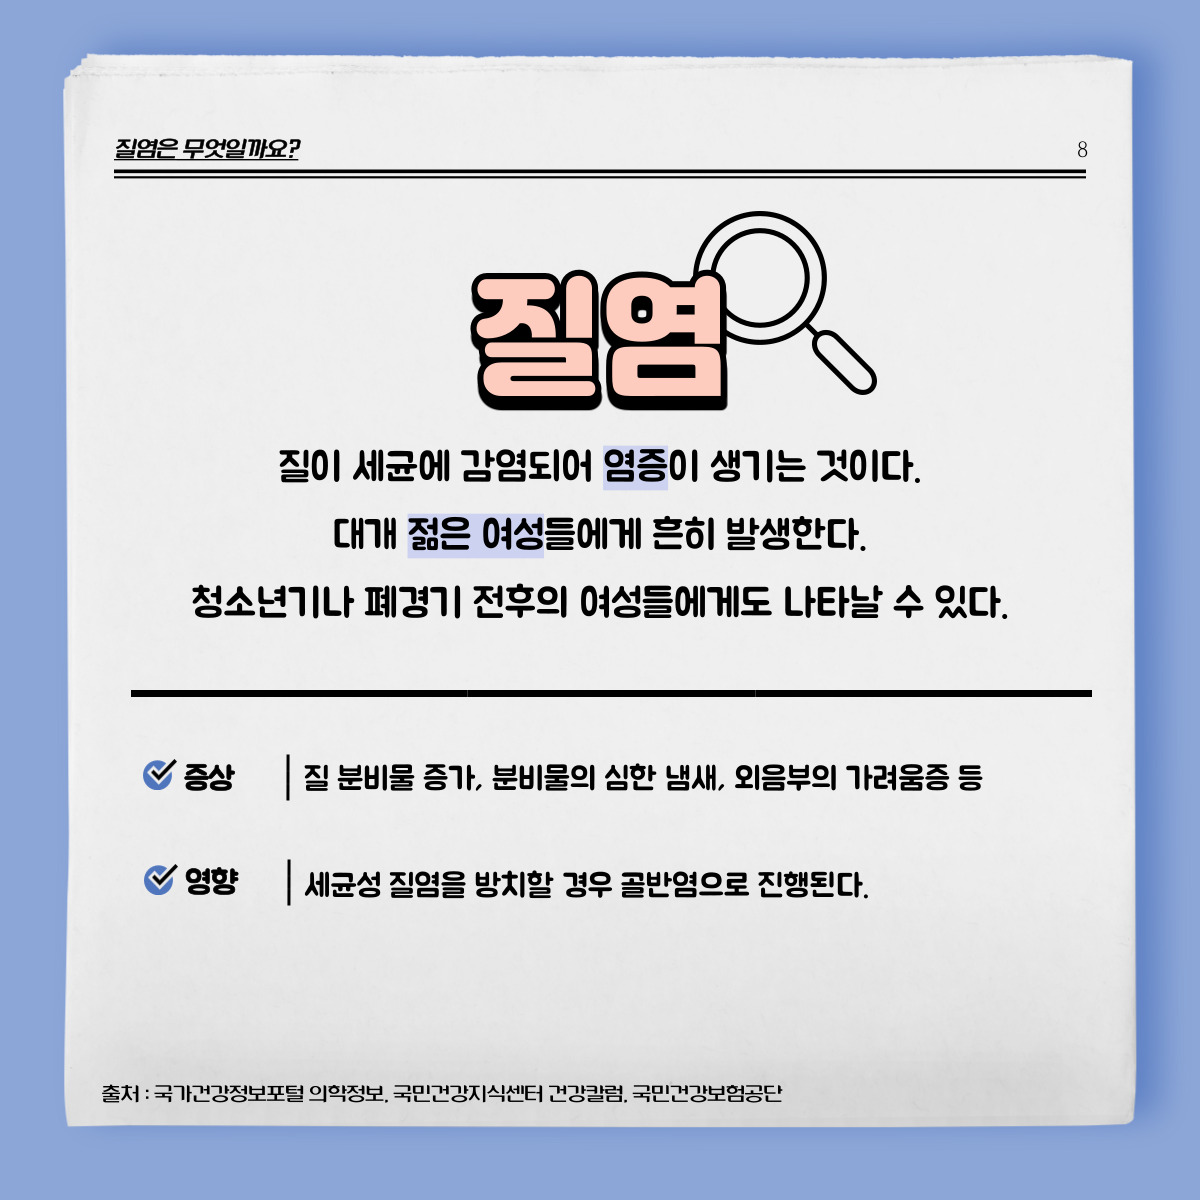 질염은 무엇일까요?
8
질염
질이 세균에 감염되어 염증이 생기는 것이다.
대개 젊은 여성들에게 흔히 발생한다.
청소년기나 폐경기 전후의 여성들에게도 나타날 수 있다.
증상
질 분비물 증가, 분비물의 심한 냄새, 외음부의 가려움증 등
영향
세균성 질염을 방치할 경우 골반염으로 진행된다.
출처 : 국가건강정보포털 의학정보, 국민건강지식센터 건강칼럼, 국민건강보험공단